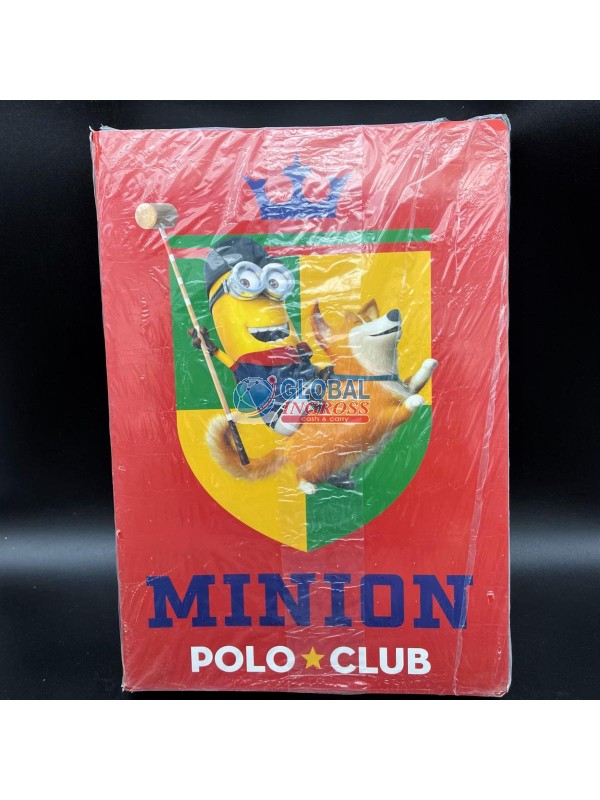 GLOBAL
INGROSS
cash & carry
MINION
POLO★CLUB